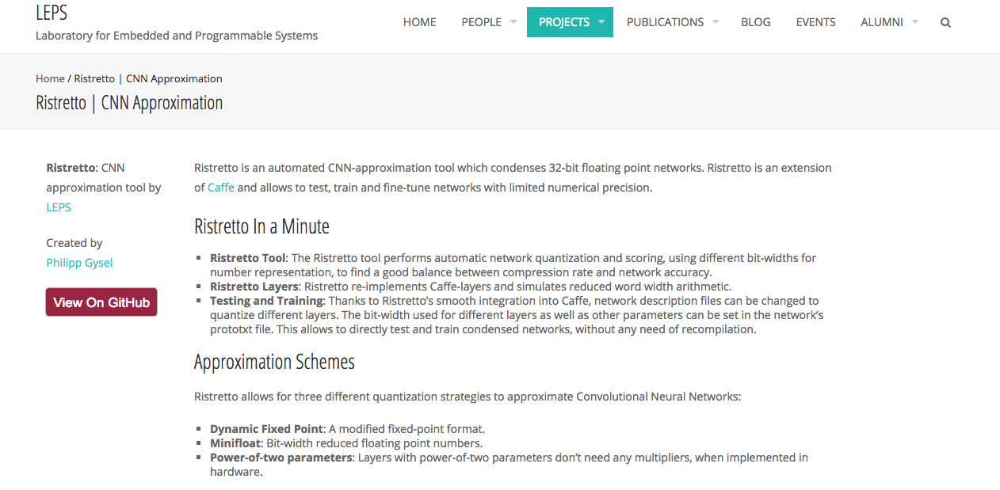 LEPS
Laboratory for Embedded and Programmable Systems
HOME PEOPLE PROJECTS PUBLICATIONS BLOG EVENTS ALUMNI
Home / Ristretto | CNN Approximation
Ristretto | CNN Approximation
Ristretto: CNN
approximation tool by
LEPS
Created by
Philipp Gysel
View On GitHub
Ristretto is an automated CNN-approximation tool which condenses 32-bit floating point networks. Ristretto is an extension
of Caffe and allows to test, train and fine-tune networks with limited numerical precision.
Ristretto In a Minute
▪ Ristretto Tool: The Ristretto tool performs automatic network quantization and scoring, using different bit-widths for
number representation, to find a good balance between compression rate and network accuracy.
▪ Ristretto Layers: Ristretto re-implements Caffe-layers and simulates reduced word width arithmetic.
▪ Testing and Training: Thanks to Ristretto’s smooth integration into Caffe, network description files can be changed to
quantize different layers. The bit-width used for different layers as well as other parameters can be set in the network’s
prototxt file. This allows to directly test and train condensed networks, without any need of recompilation.
Approximation Schemes
Ristretto allows for three different quantization strategies to approximate Convolutional Neural Networks:
▪ Dynamic Fixed Point: A modified fixed-point format.
▪ Minifloat: Bit-width reduced floating point numbers.
▪ Power-of-two parameters: Layers with power-of-two parameters don’t need any multipliers, when implemented in
hardware.